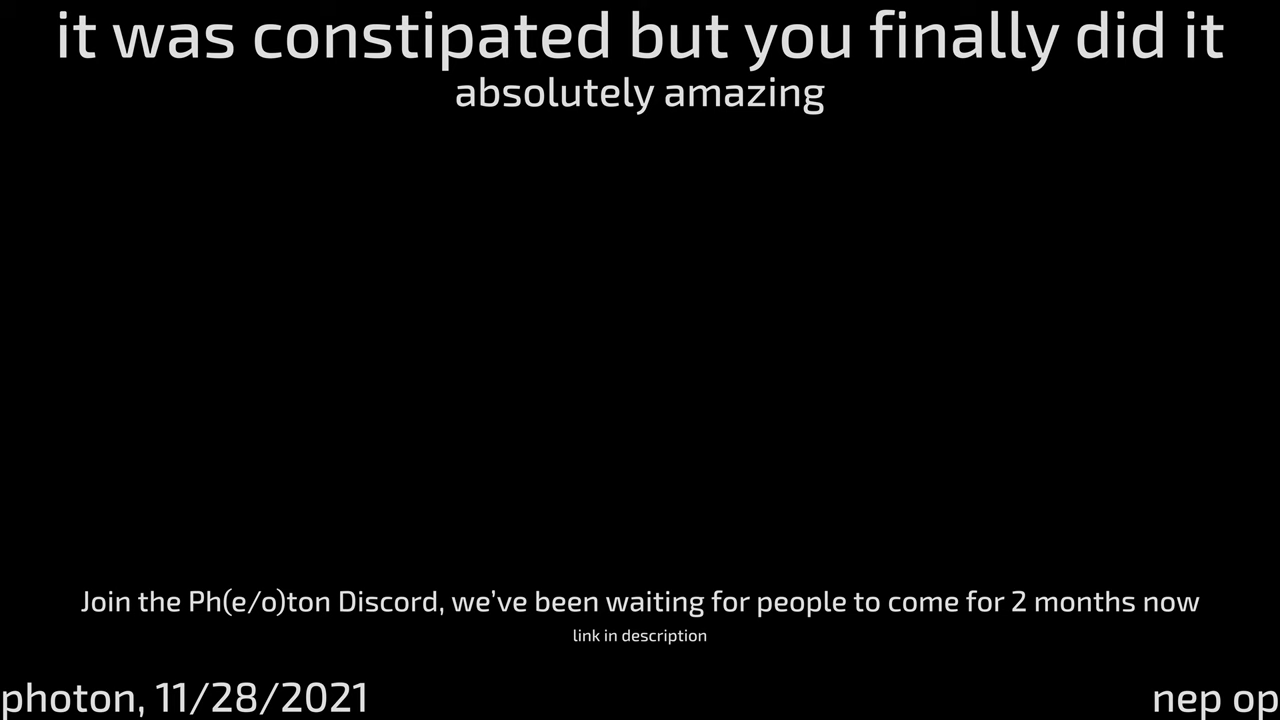 it was constipated but you finally did it
absolutely amazing
Join the Ph(e/o)ton Discord, we’ve been waiting for people to come for 2 months now
link in description
photon, 11/28/2021
nep op